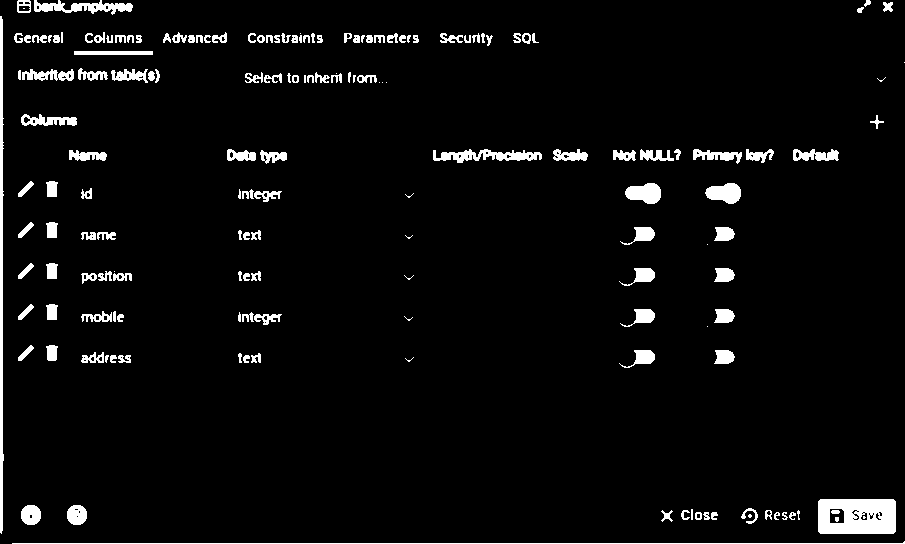 bank_employee
General Columns Advanced Constraints Parameters Security SQL
Inherited from table(s) Select to inherit from...
Columns
Name Data type Length/Precision Scale Not NULL? Primary key? Default
id integer
name text
position text
mobile integer
address text
Close Reset Save